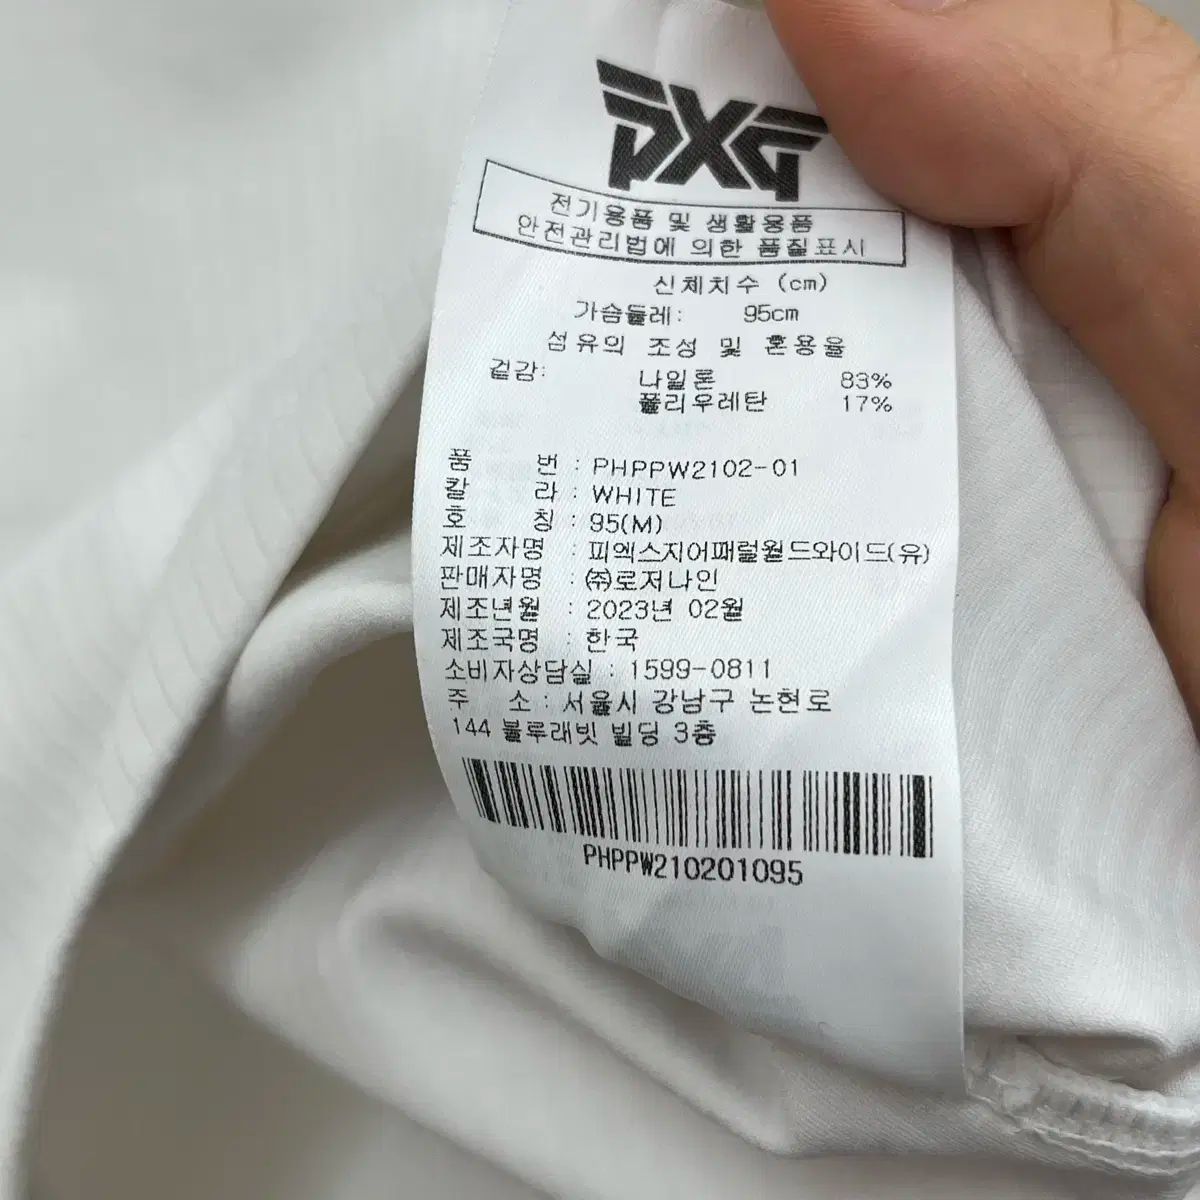 PXG
전기용품 및 생활용품
안전관리법에 의한 품질표시
신체치수 (cm)
가슴둘레: 95cm
섬유의 조성 및 혼용율
겉감: 나일론 83%
폴리우레탄 17%
품 번 : PHPPW2102-01
칼 라 : WHITE
호 칭 : 95(M)
제조자명 : 피엑스지어패럴월드와이드(유)
판매자명 : ㈜로저나인
제조년월 : 2023년 02월
제조국명 : 한국
소비자상담실 : 1599-0811
주 소 : 서울시 강남구 논현로
144 블루래빗 빌딩 3층
PHPPW210201095